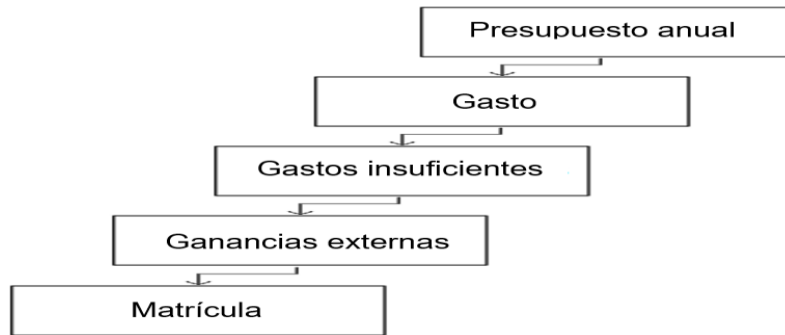 Presupuesto anual
Gasto
Gastos insuficientes
Ganancias externas
Matrícula